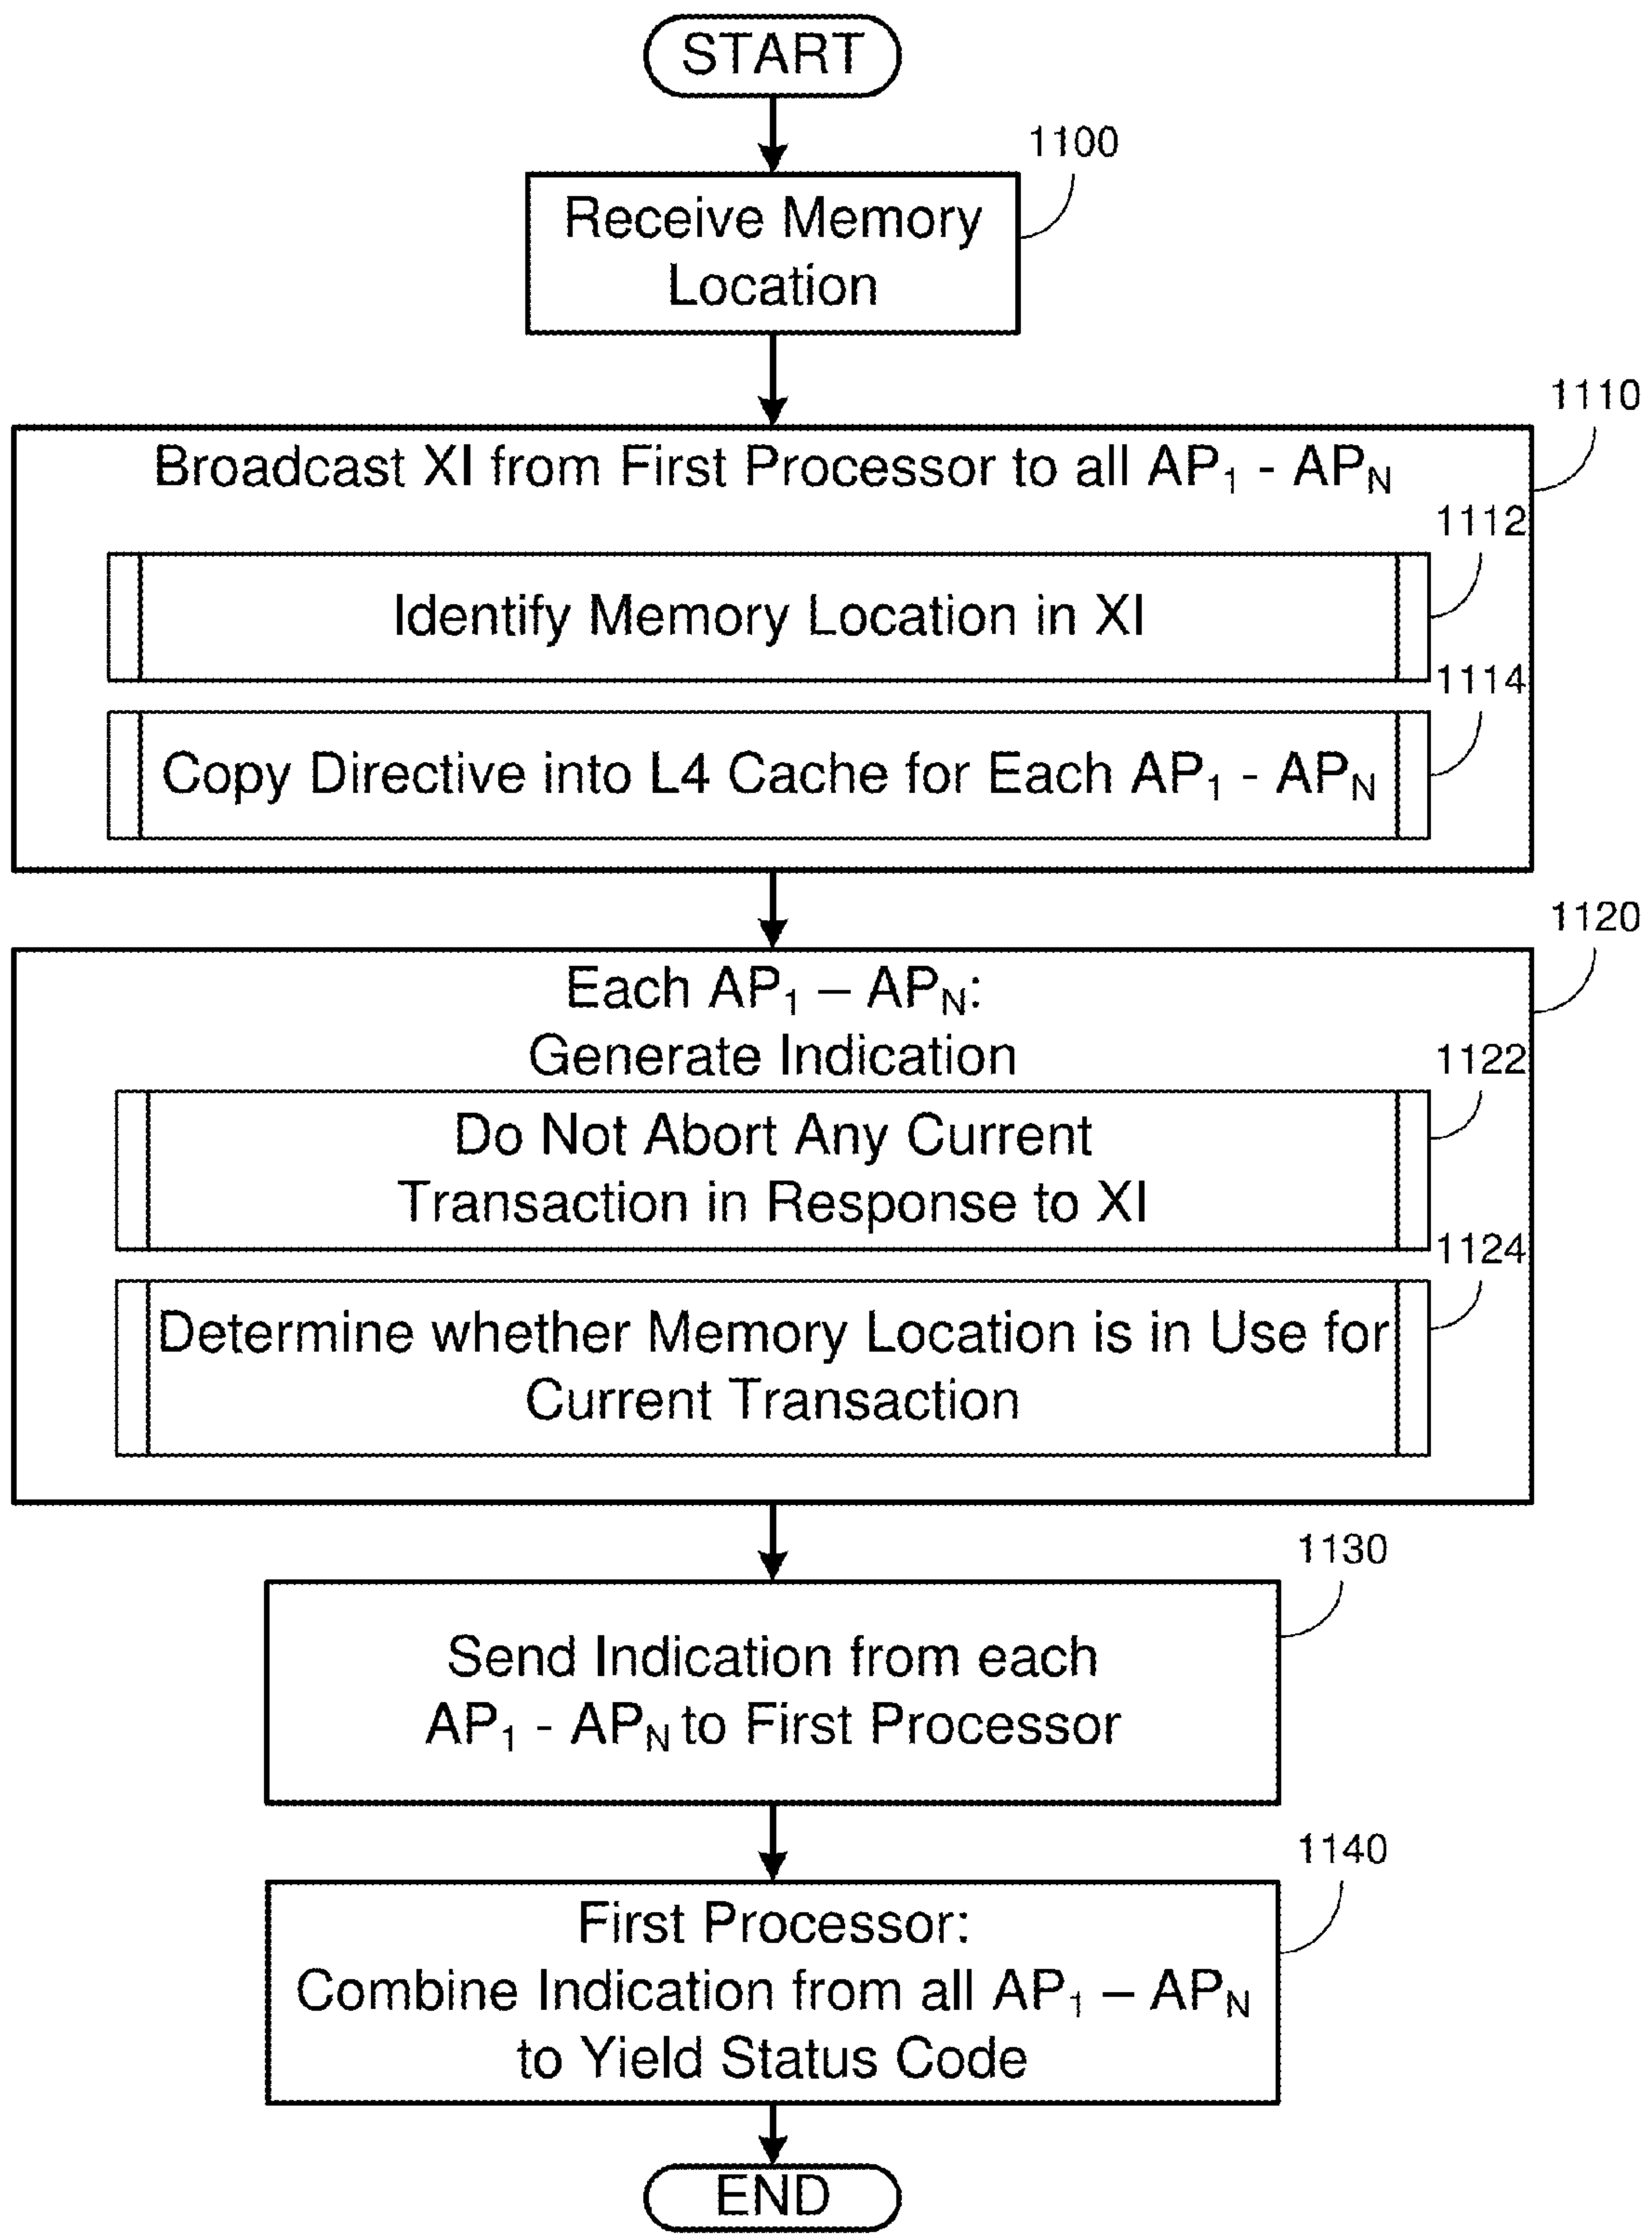 START
1100
Receive Memory
Location
1110
Broadcast XI from First Processor to all AP₁ - APₙ
1112
Identify Memory Location in XI
1114
Copy Directive into L4 Cache for Each AP₁ - APₙ
1120
Each AP₁ – APₙ:
Generate Indication
1122
Do Not Abort Any Current
Transaction in Response to XI
1124
Determine whether Memory Location is in Use for
Current Transaction
1130
Send Indication from each
AP₁ - APₙ to First Processor
1140
First Processor:
Combine Indication from all AP₁ – APₙ
to Yield Status Code
END